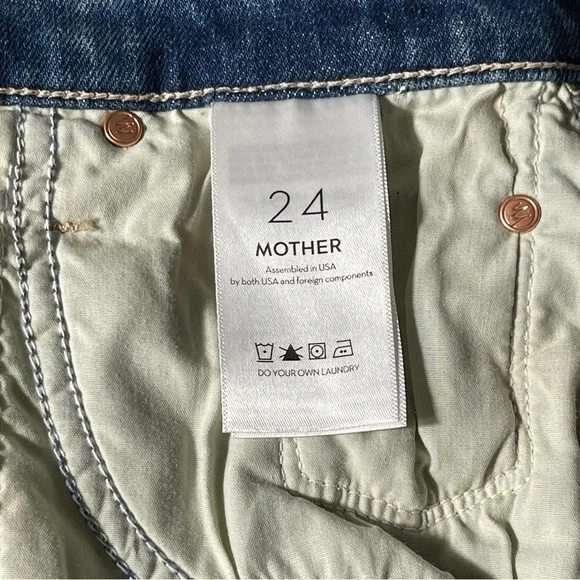 24
MOTHER
Assembled in USA
by both USA and foreign components
DO YOUR OWN LAUNDRY